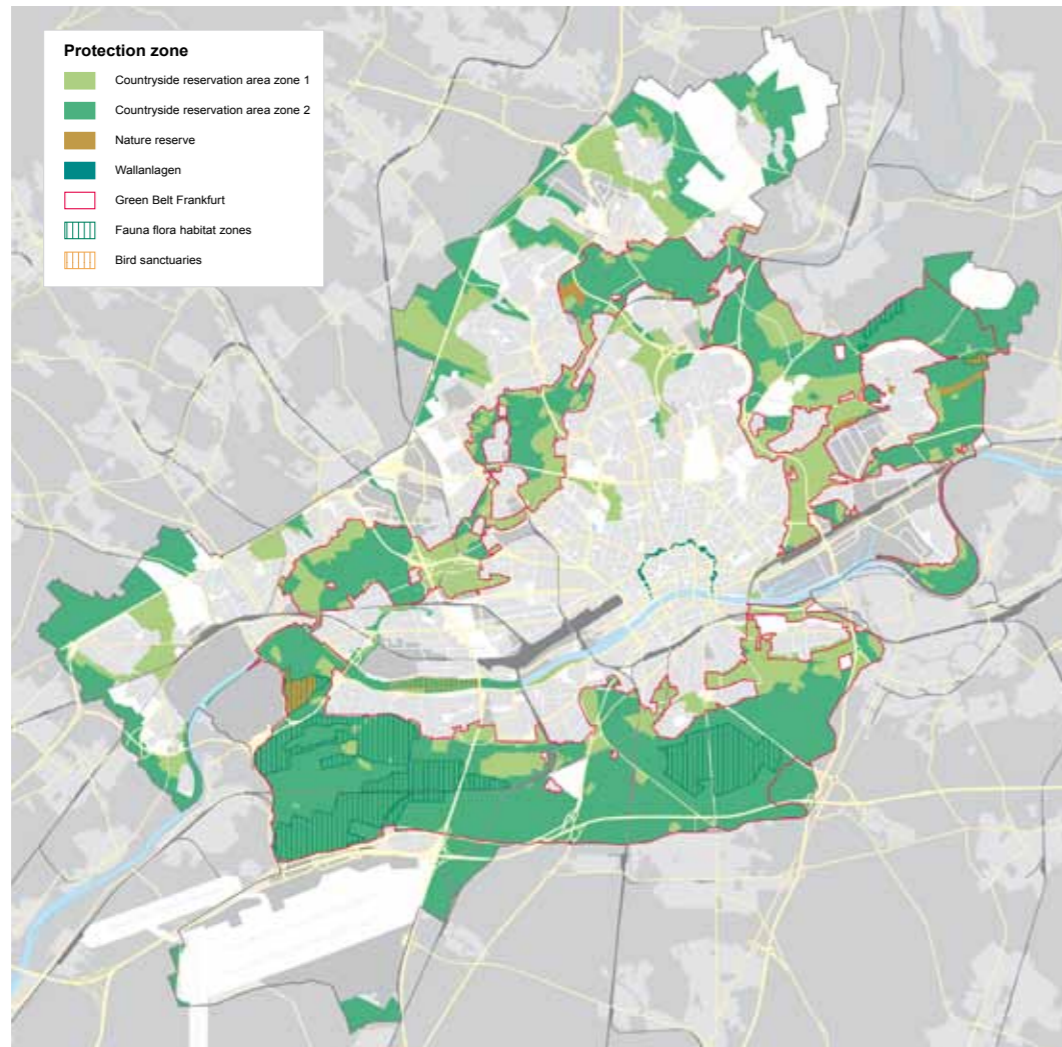 Protection zone
Countryside reservation area zone 1
Countryside reservation area zone 2
Nature reserve
Wallanlagen
Green Belt Frankfurt
Fauna flora habitat zones
Bird sanctuaries